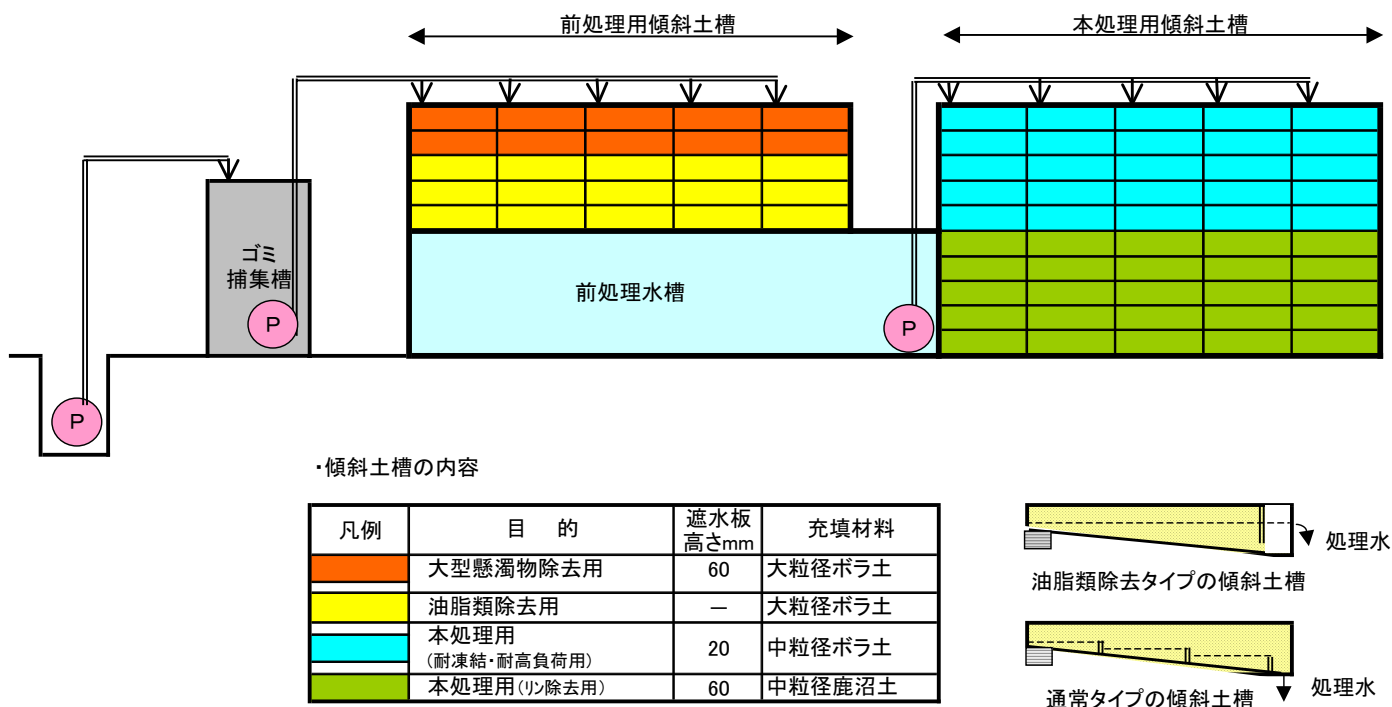 前処理用傾斜土槽
本処理用傾斜土槽
ゴミ
捕集槽
P
前処理水槽
P
P
・傾斜土槽の内容
凡例
目 的
遮水板
高さmm
充填材料
大型懸濁物除去用
60
大粒径ボラ土
油脂類除去用
―
大粒径ボラ土
本処理用
(耐凍結・耐高負荷用)
20
中粒径ボラ土
本処理用(リン除去用)
60
中粒径鹿沼土
処理水
油脂類除去タイプの傾斜土槽
処理水
通常タイプの傾斜土槽